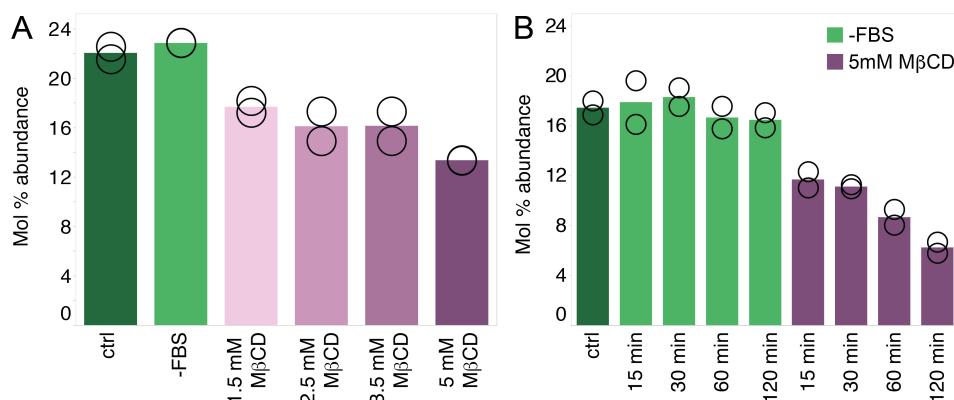 A
24
20
16
12
8
4
0
Mol % abundance
ctrl
-FBS
1.5 mM
MβCD
2.5 mM
MβCD
3.5 mM
MβCD
5 mM
MβCD
B
24
20
16
12
8
4
0
Mol % abundance
-FBS
5mM MβCD
ctrl
15 min
30 min
60 min
120 min
15 min
30 min
60 min
120 min